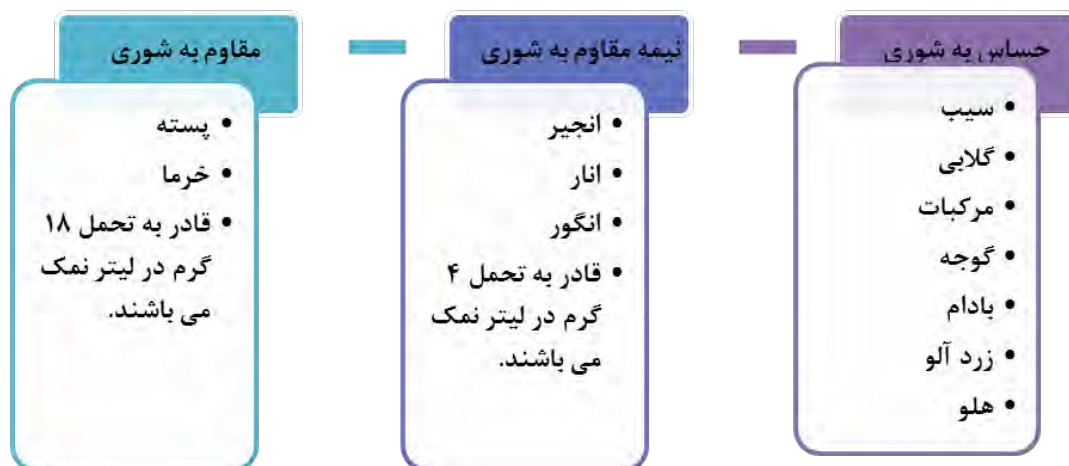 حساس به شوری
• سیب
• گلابی
• مرکبات
• گوجه
• بادام
• زرد آلو
• هلو
نیمه مقاوم به شوری
• انجیر
• انار
• انگور
• قادر به تحمل ۴
گرم در لیتر نمک
می باشند.
مقاوم به شوری
• پسته
• خرما
• قادر به تحمل ۱۸
گرم در لیتر نمک
می باشند.